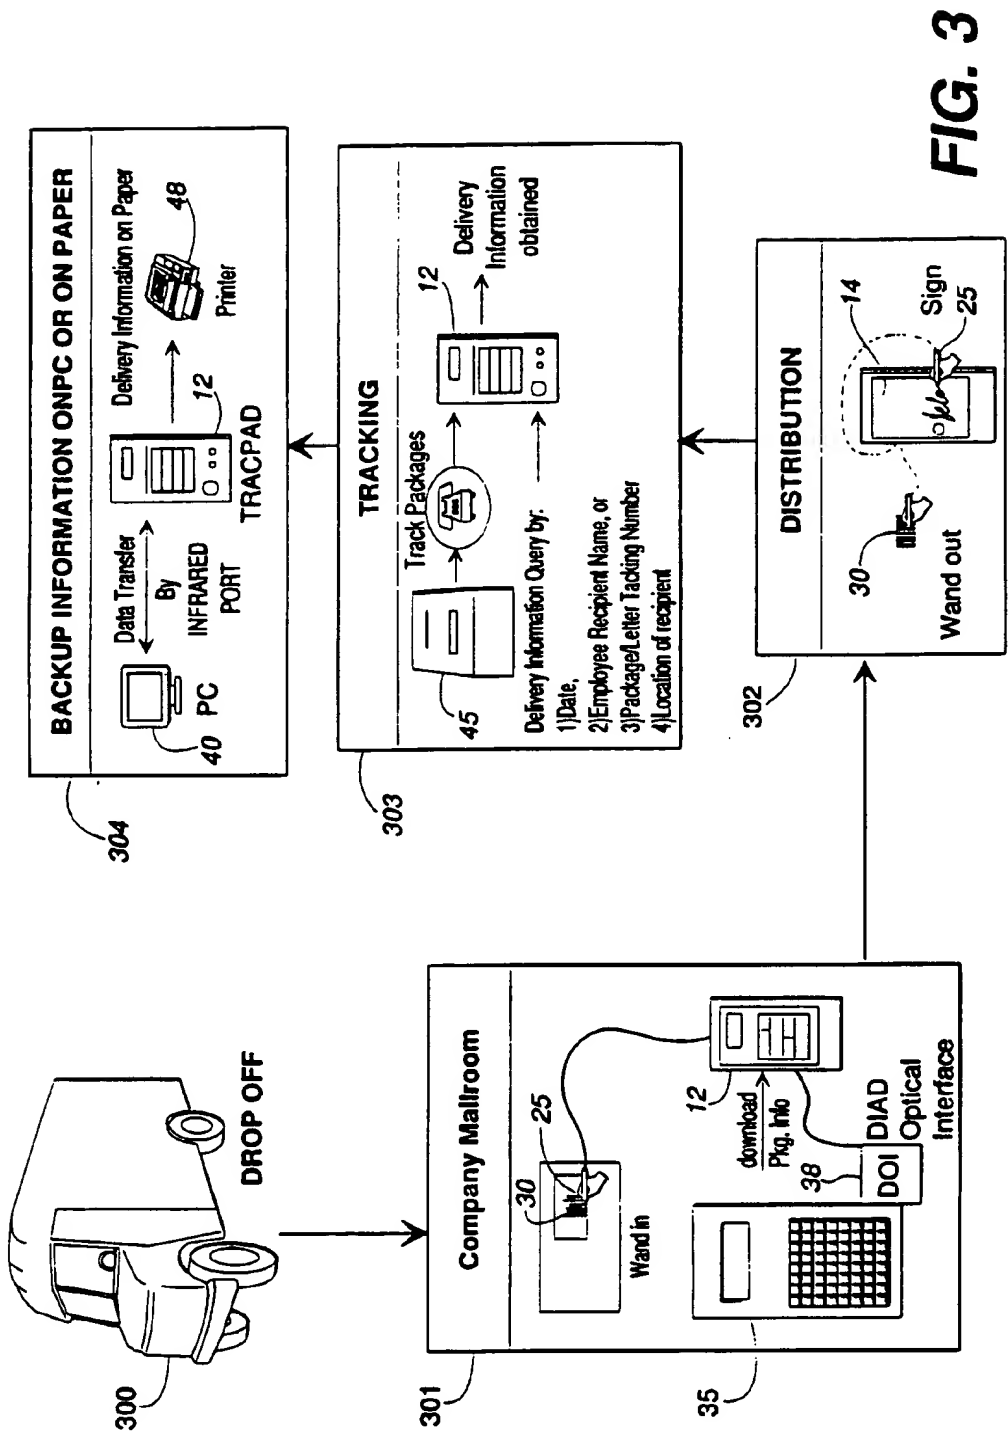 300
DROP OFF
301
Company Mailroom
30
25
Wand in
download
Pkg. Info
12
35
38
DOI
DIAD
Optical
Interface
302
DISTRIBUTION
30
Wand out
14
Sign
25
303
TRACKING
45
Track Packages
12
Delivery
Information
obtained
Delivery Information Query by:
1)Date,
2)Employee Recipient Name, or
3)Package/Letter Tacking Number
4)Location of recipient
304
BACKUP INFORMATION ONPC OR ON PAPER
40
PC
Data Transfer
By
INFRARED
PORT
12
TRACPAD
Delivery Information on Paper
48
Printer
FIG. 3